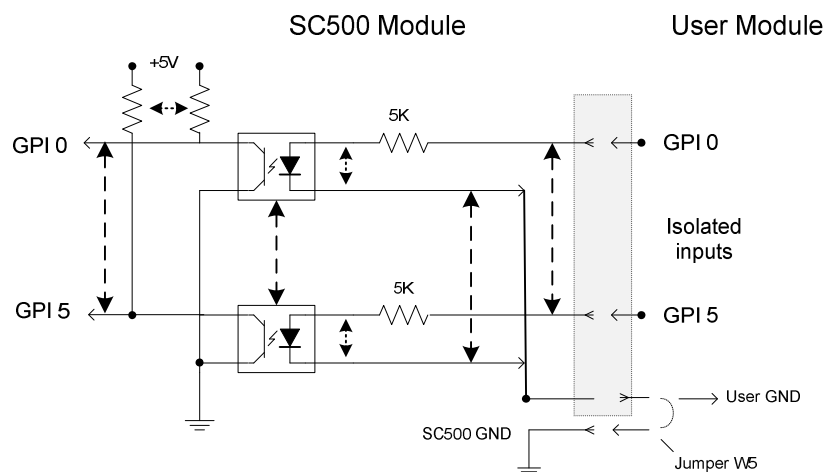 SC500 Module
User Module
+5V
5K
GPI 0
GPI 0
Isolated
inputs
5K
GPI 5
GPI 5
User GND
SC500 GND
Jumper W5